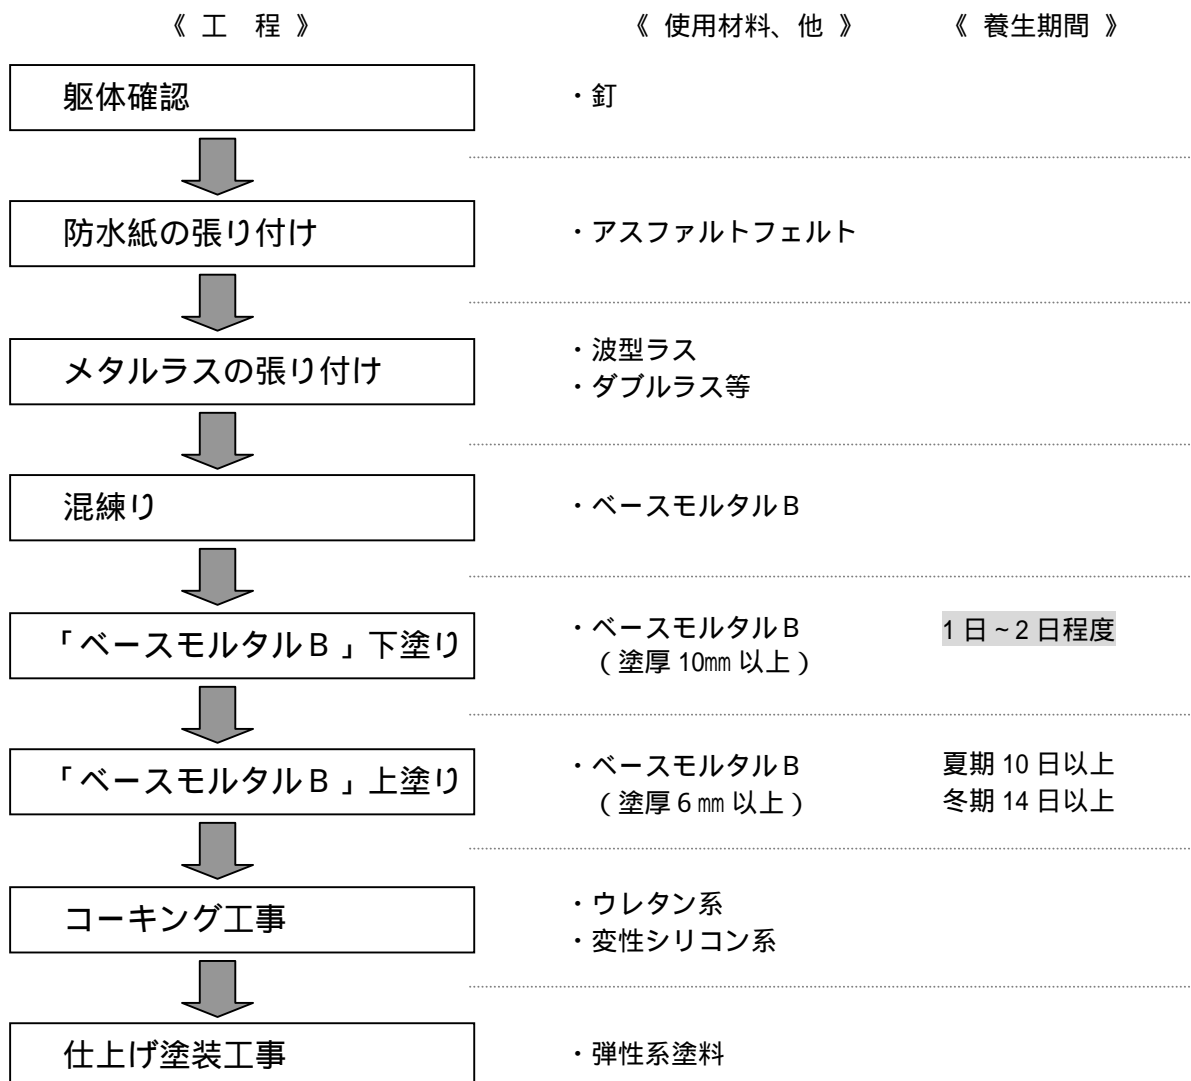 《 工　程 》　《 使用材料、他 》　《 養生期間 》
躯体確認　・釘
防水紙の張り付け　・アスファルトフェルト
メタルラスの張り付け　・波型ラス
・ダブルラス等
混練り　・ベースモルタルB
「ベースモルタルB」下塗り　・ベースモルタルB　1日~2日程度
(塗厚 10㎜ 以上)
「ベースモルタルB」上塗り　・ベースモルタルB　夏期 10 日以上
(塗厚 6 ㎜ 以上)　冬期 14 日以上
コーキング工事　・ウレタン系
・変性シリコン系
仕上げ塗装工事　・弾性系塗料